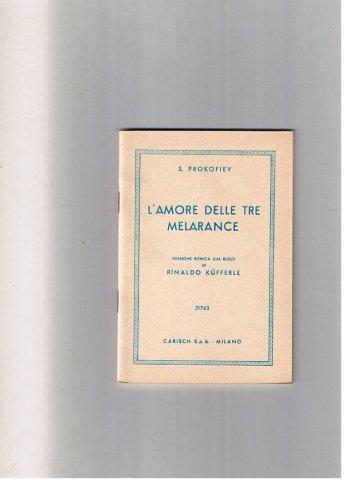 S. PROKOFIEV
L'AMORE DELLE TRE
MELARANCE
VERSIONE RITMICA DAL RUSSO
DI
RINALDO KÜFFERLE
21763
CARISCH S.p.A. - MILANO